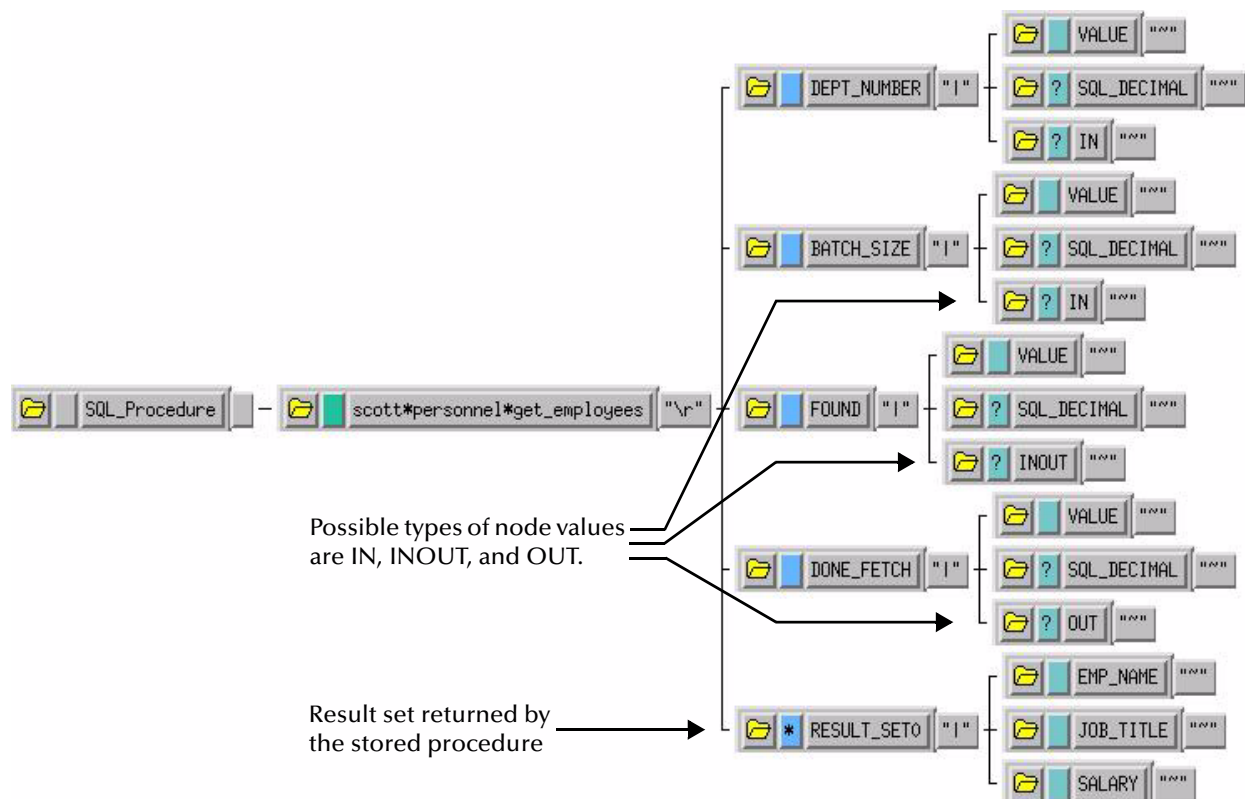 VALUE "~"
DEPT_NUMBER "|" ? SQL_DECIMAL "~"
? IN "~"
VALUE "~"
BATCH_SIZE "|" ? SQL_DECIMAL "~"
? IN "~"
VALUE "~"
SQL_Procedure scott*personnel*get_employees "\r" FOUND "|" ? SQL_DECIMAL "~"
? INOUT "~"
Possible types of node values
are IN, INOUT, and OUT.
VALUE "~"
DONE_FETCH "|" ? SQL_DECIMAL "~"
? OUT "~"
EMP_NAME "~"
Result set returned by
the stored procedure
* RESULT_SET0 "|" JOB_TITLE "~"
SALARY "~"